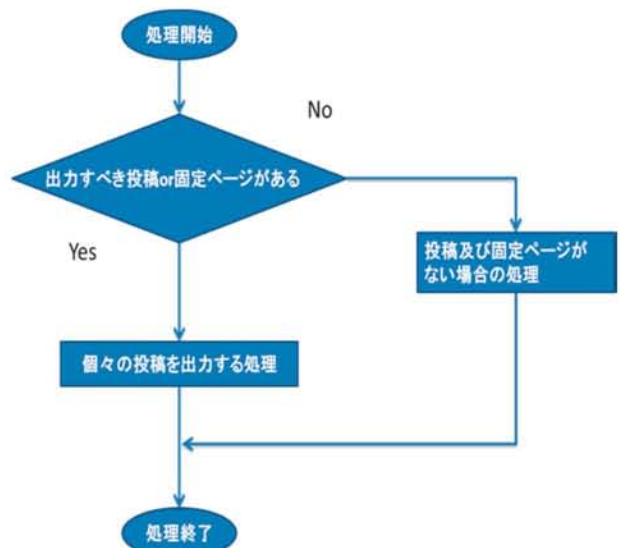 処理開始
No
出力すべき投稿or固定ページがある
Yes
投稿及び固定ページが
ない場合の処理
個々の投稿を出力する処理
処理終了